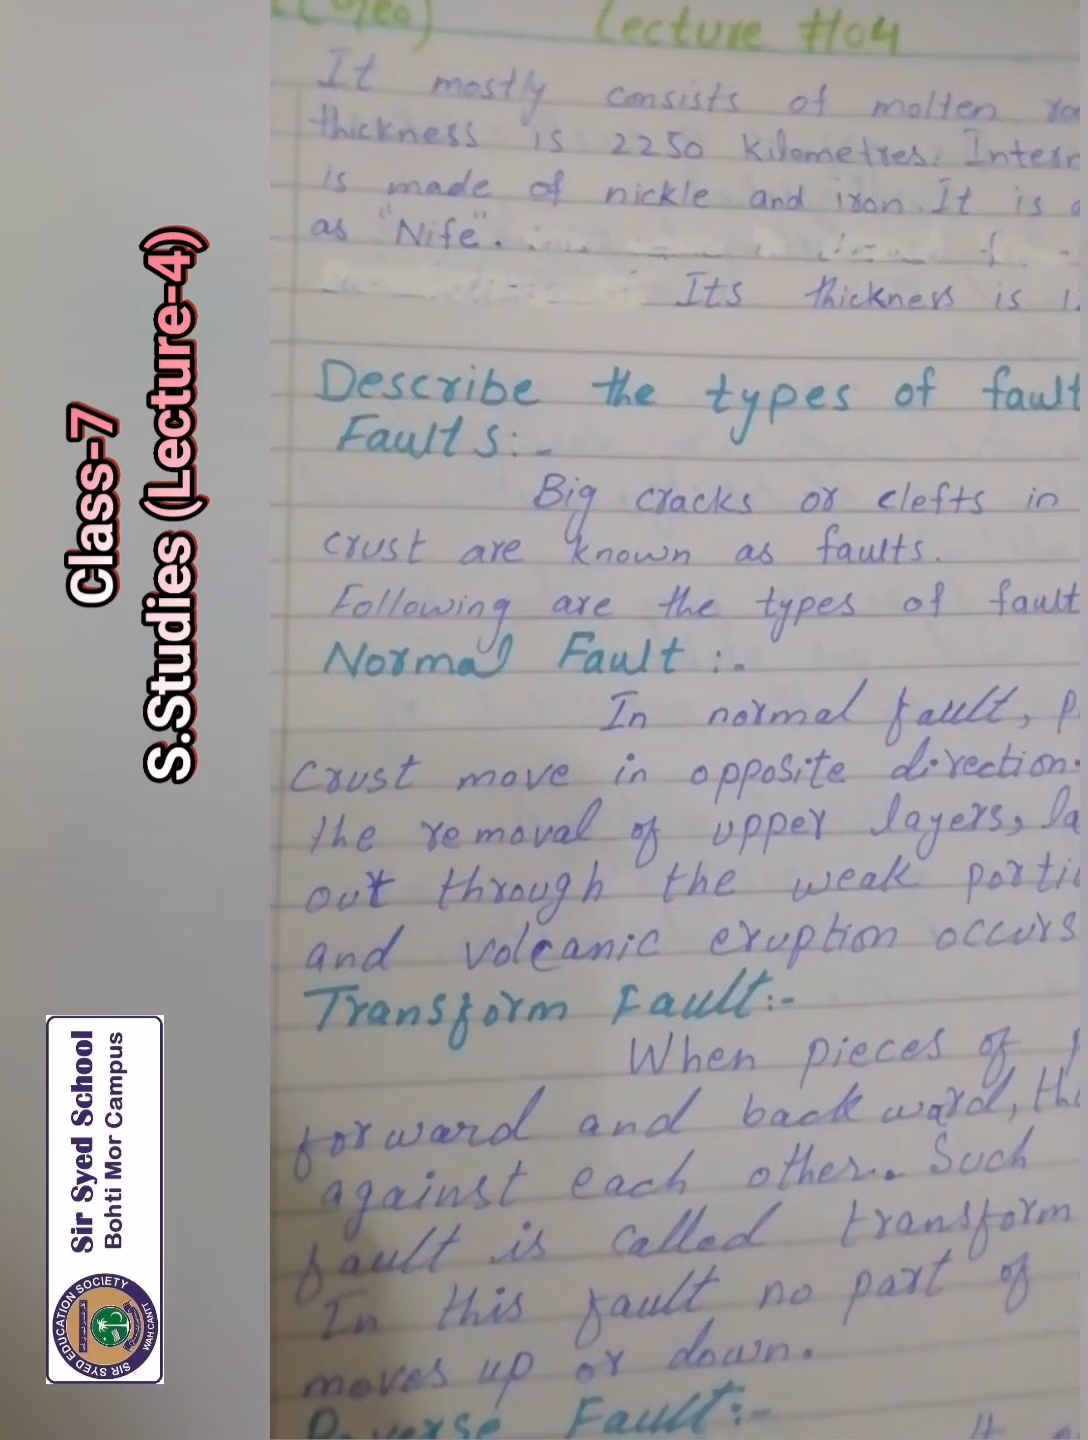 Class-7
S.Studies (Lecture-4)
Sir Syed School
Bohti Mor Campus
SIR SYED EDUCATION SOCIETY
WAH CANTT
Lecture #04
It mostly consists of molten
thickness is 2250 Kilometres.
is made of nickle and iron. It is
as "Nife".
Its thickness is
Describe the types of fault
Faults:-
Big cracks or clefts in
crust are known as faults.
Following are the types of fault
Normal Fault :-
In normal fault,
Crust move in opposite direction.
the removal of upper layers,
out through the weak
and volcanic eruption occurs
Transform Fault:-
When pieces of
forward and back ward,
against each other. Such
fault is called transform
In this fault no part of
moves up or down.
Fault:-